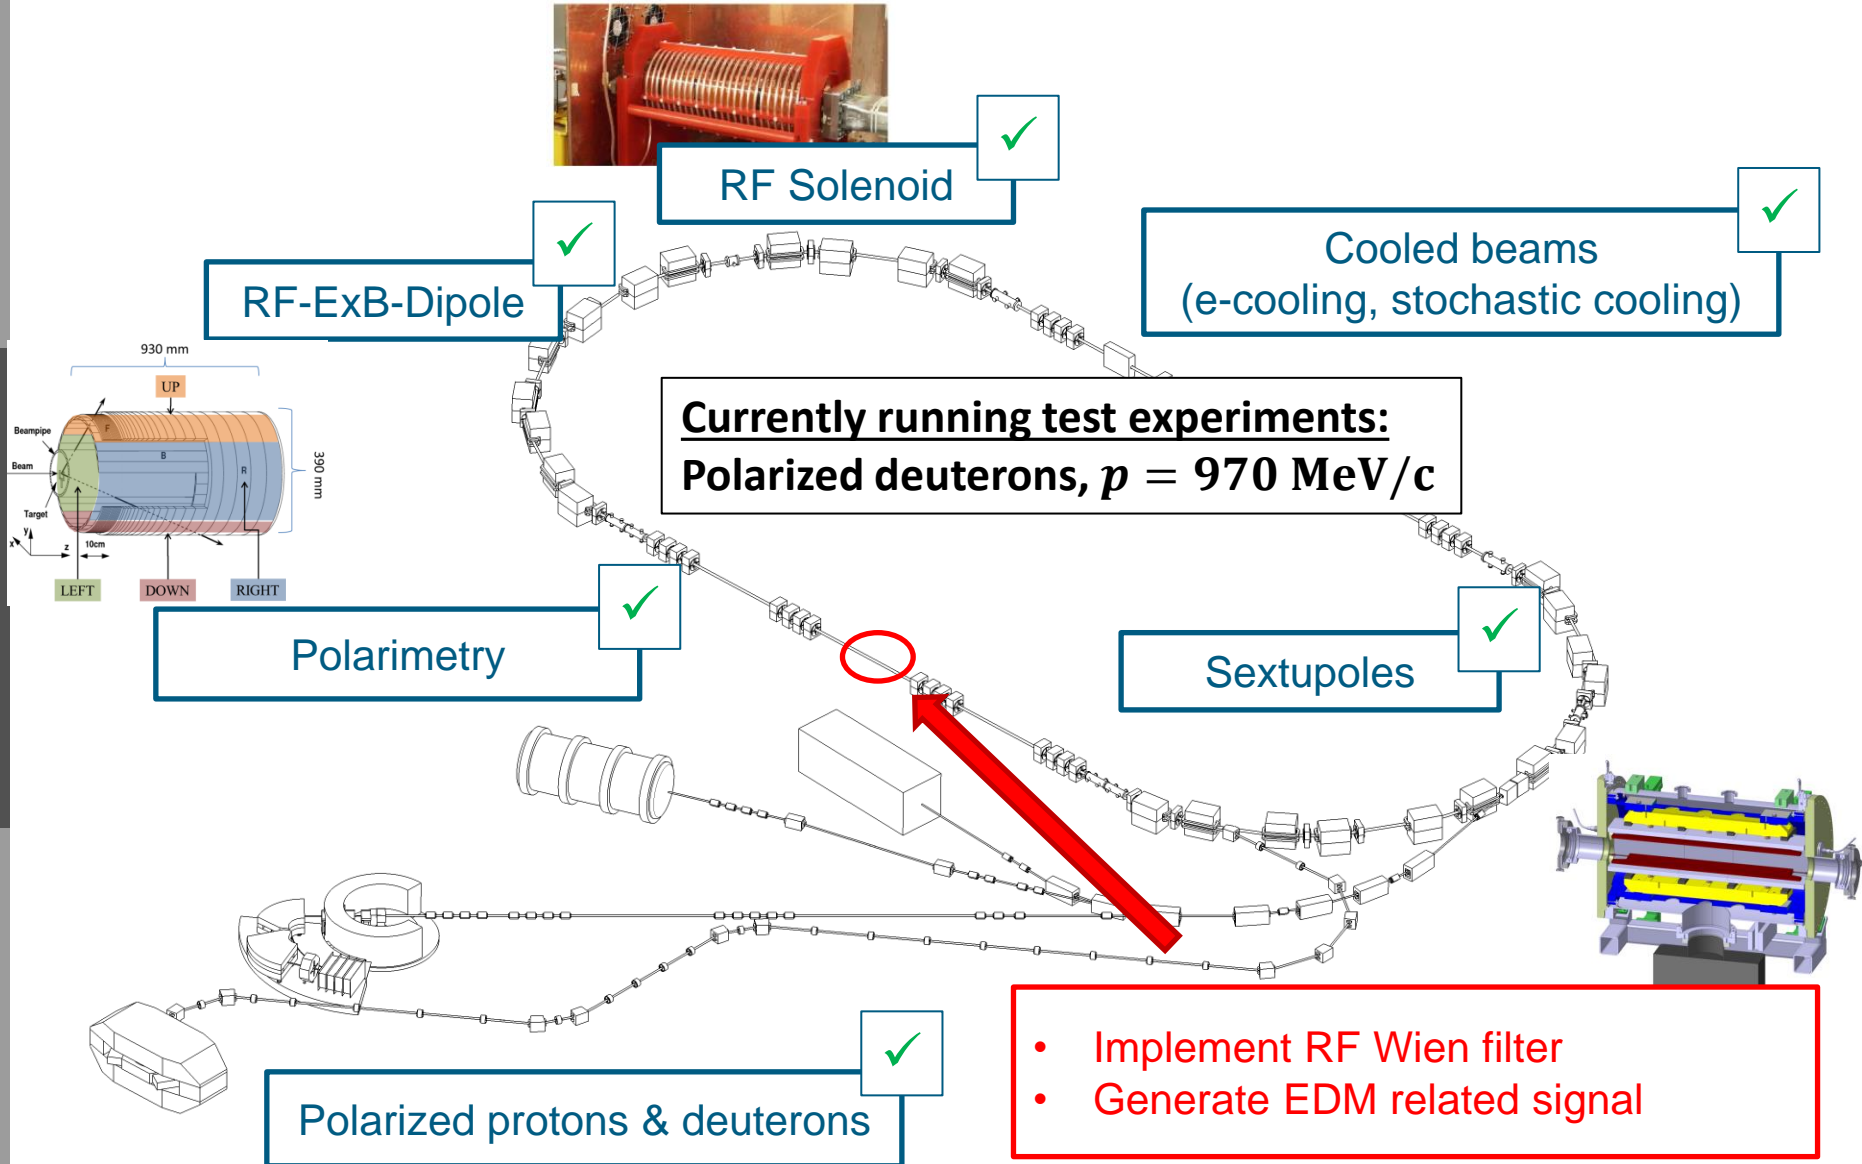 RF Solenoid
✓
RF-ExB-Dipole
✓
Cooled beams
(e-cooling, stochastic cooling)
✓
930 mm
UP
Beampipe
F
B
R
Beam
Target
390 mm
y
x
z
10cm
LEFT
DOWN
RIGHT
Currently running test experiments:
Polarized deuterons, p = 970 MeV/c
Polarimetry
✓
Sextupoles
✓
Polarized protons & deuterons
✓
• Implement RF Wien filter
• Generate EDM related signal